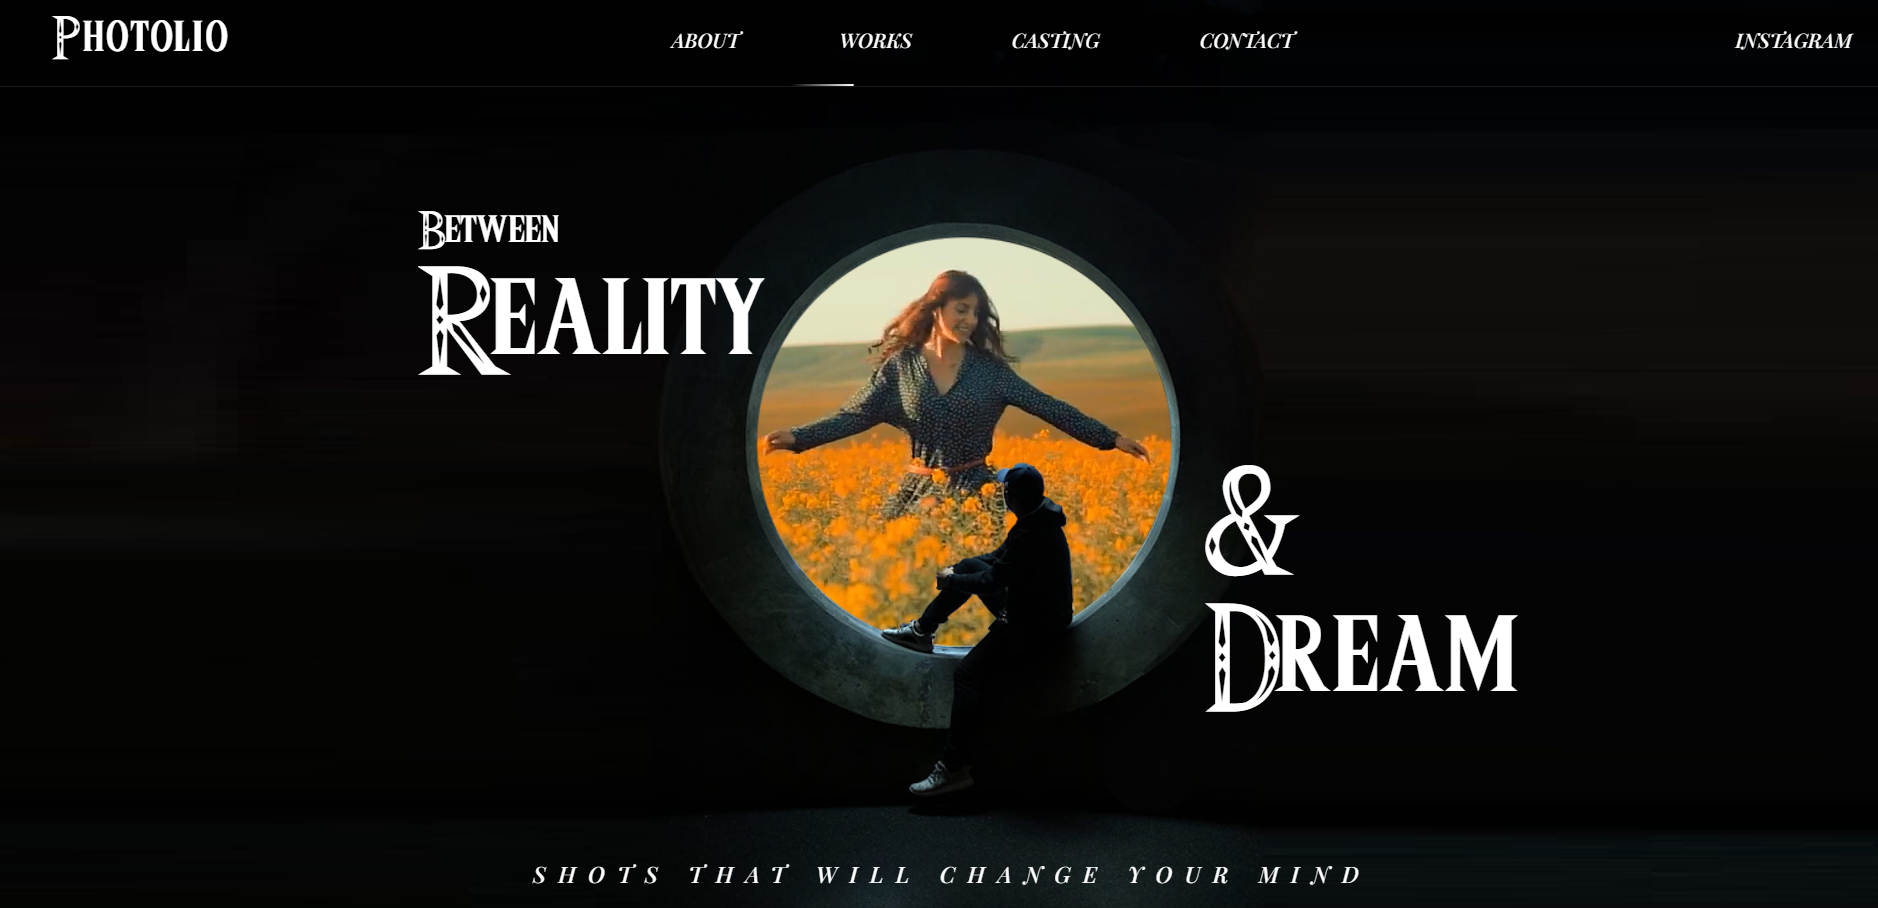 PHOTOLIO
ABOUT WORKS CASTING CONTACT INSTAGRAM
BETWEEN
REALITY
&
DREAM
SHOTS THAT WILL CHANGE YOUR MIND